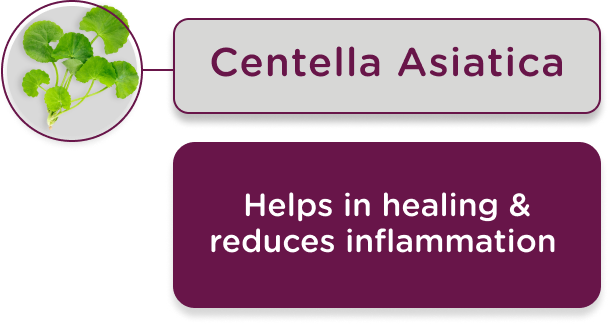 Centella Asiatica
Helps in healing &
reduces inflammation